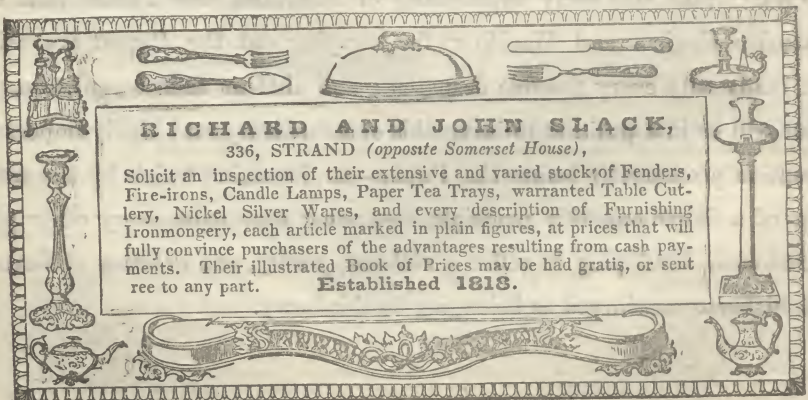 RICHARD AND JOHN SLACK,
336, STRAND (opposite Somerset House),
Solicit an inspection of their extensive and varied stock of Fenders,
Fire-irons, Candle Lamps, Paper Tea Trays, warranted Table Cut-
lery, Nickel Silver Wares, and every description of Furnishing
Ironmongery, each article marked in plain figures, at prices that will
fully convince purchasers of the advantages resulting from cash pay-
ments. Their illustrated Book of Prices may be had gratis, or sent
ree to any part. Established 1818.